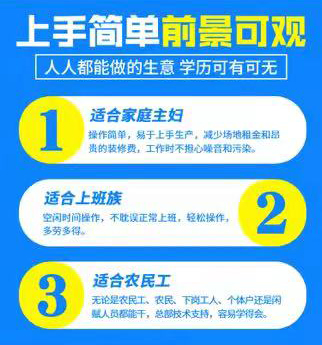 上手简单前景可观
人人都能做的生意 学历可有可无
1
适合家庭主妇
操作简单，易于上手生产，减少场地租金和昂
贵的装修费，工作时不担心噪音和污染。
适合上班族
空闲时间操作，不耽误正常上班，轻松操作，
多劳多得。
2
3
适合农民工
无论是农民工、农民、下岗工人、个体户还是闲
赋人员都能干，总部技术支持，容易学得会。